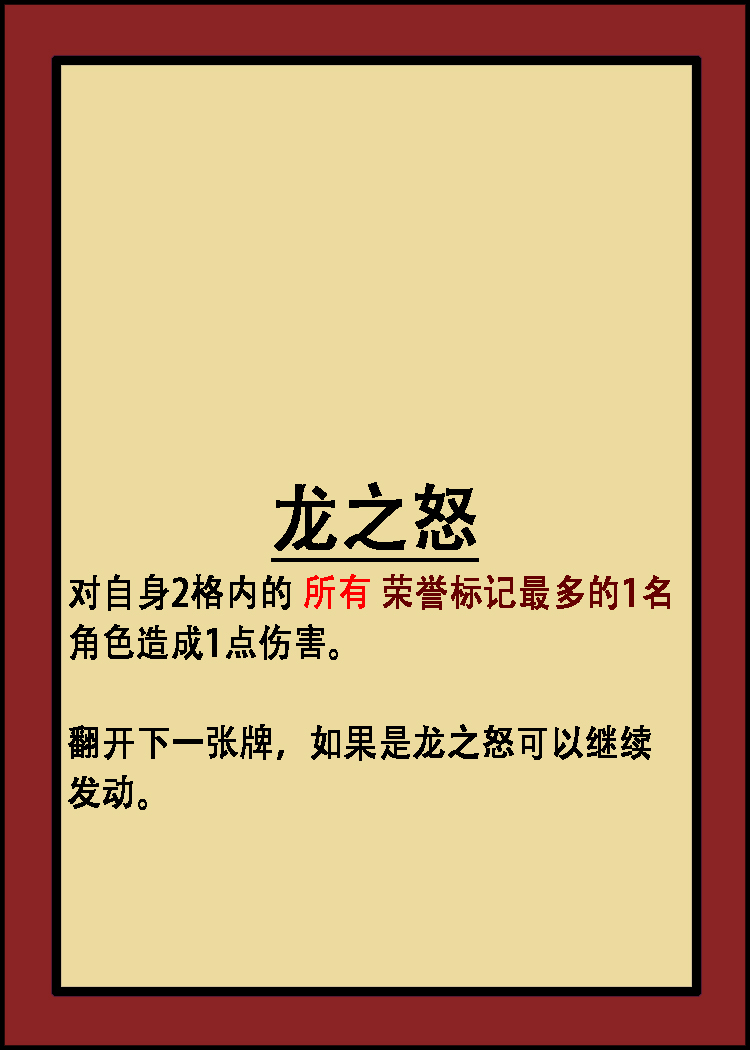 龙之怒
对自身2格内的 所有 荣誉标记最多的1名
角色造成1点伤害。
翻开下一张牌，如果是龙之怒可以继续
发动。